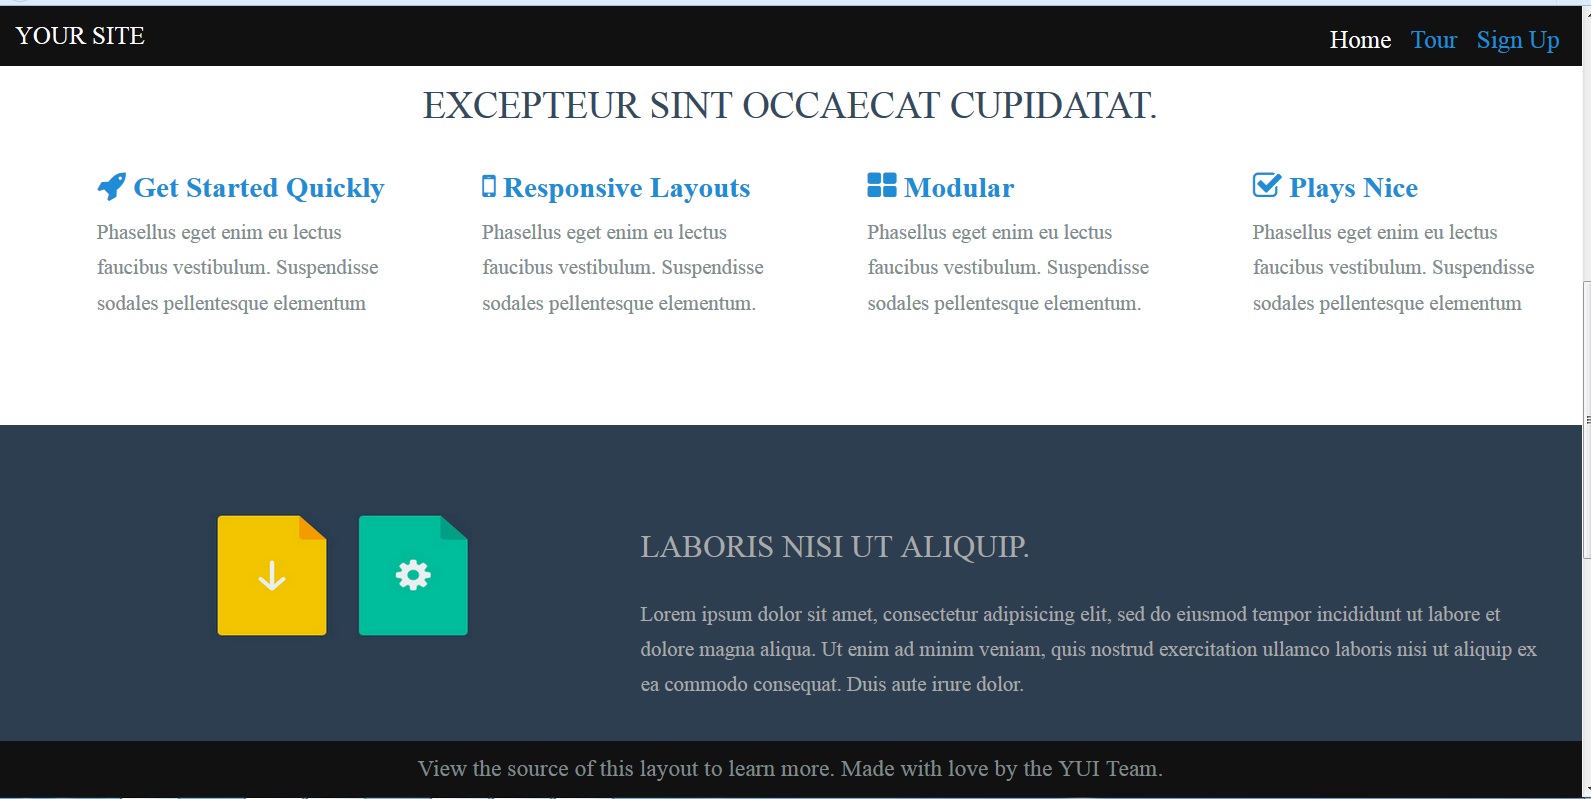 YOUR SITE
Home Tour Sign Up
EXCEPTEUR SINT OCCAECAT CUPIDATAT.
Get Started Quickly
Phasellus eget enim eu lectus
faucibus vestibulum. Suspendisse
sodales pellentesque elementum
Responsive Layouts
Phasellus eget enim eu lectus
faucibus vestibulum. Suspendisse
sodales pellentesque elementum.
Modular
Phasellus eget enim eu lectus
faucibus vestibulum. Suspendisse
sodales pellentesque elementum.
Plays Nice
Phasellus eget enim eu lectus
faucibus vestibulum. Suspendisse
sodales pellentesque elementum
LABORIS NISI UT ALIQUIP.
Lorem ipsum dolor sit amet, consectetur adipisicing elit, sed do eiusmod tempor incididunt ut labore et
dolore magna aliqua. Ut enim ad minim veniam, quis nostrud exercitation ullamco laboris nisi ut aliquip ex
ea commodo consequat. Duis aute irure dolor.
View the source of this layout to learn more. Made with love by the YUI Team.